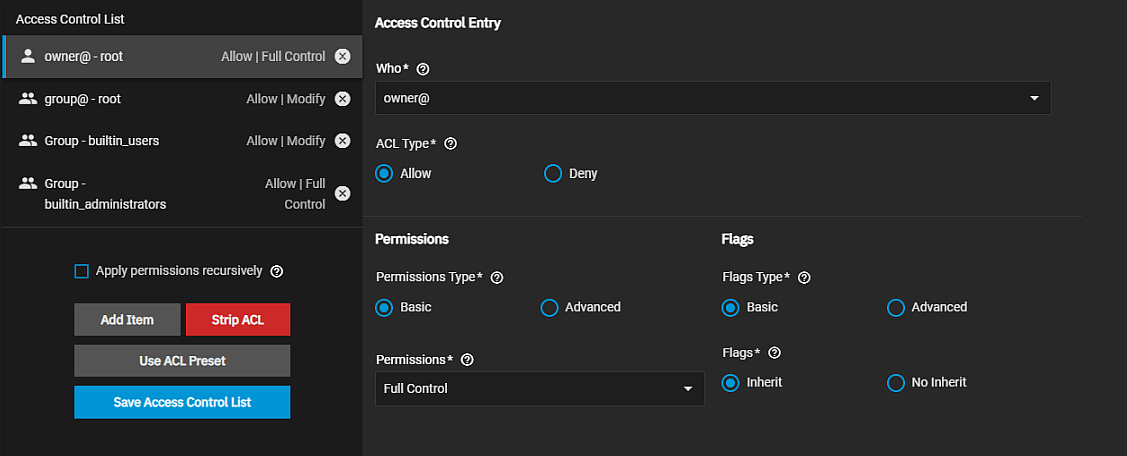 Access Control List
owner@ - root Allow | Full Control
group@ - root Allow | Modify
Group - builtin_users Allow | Modify
Group - Allow | Full
builtin_administrators Control
Apply permissions recursively
Add Item Strip ACL
Use ACL Preset
Save Access Control List
Access Control Entry
Who*
owner@
ACL Type*
Allow Deny
Permissions
Permissions Type*
Basic Advanced
Permissions*
Full Control
Flags
Flags Type*
Basic Advanced
Flags*
Inherit No Inherit